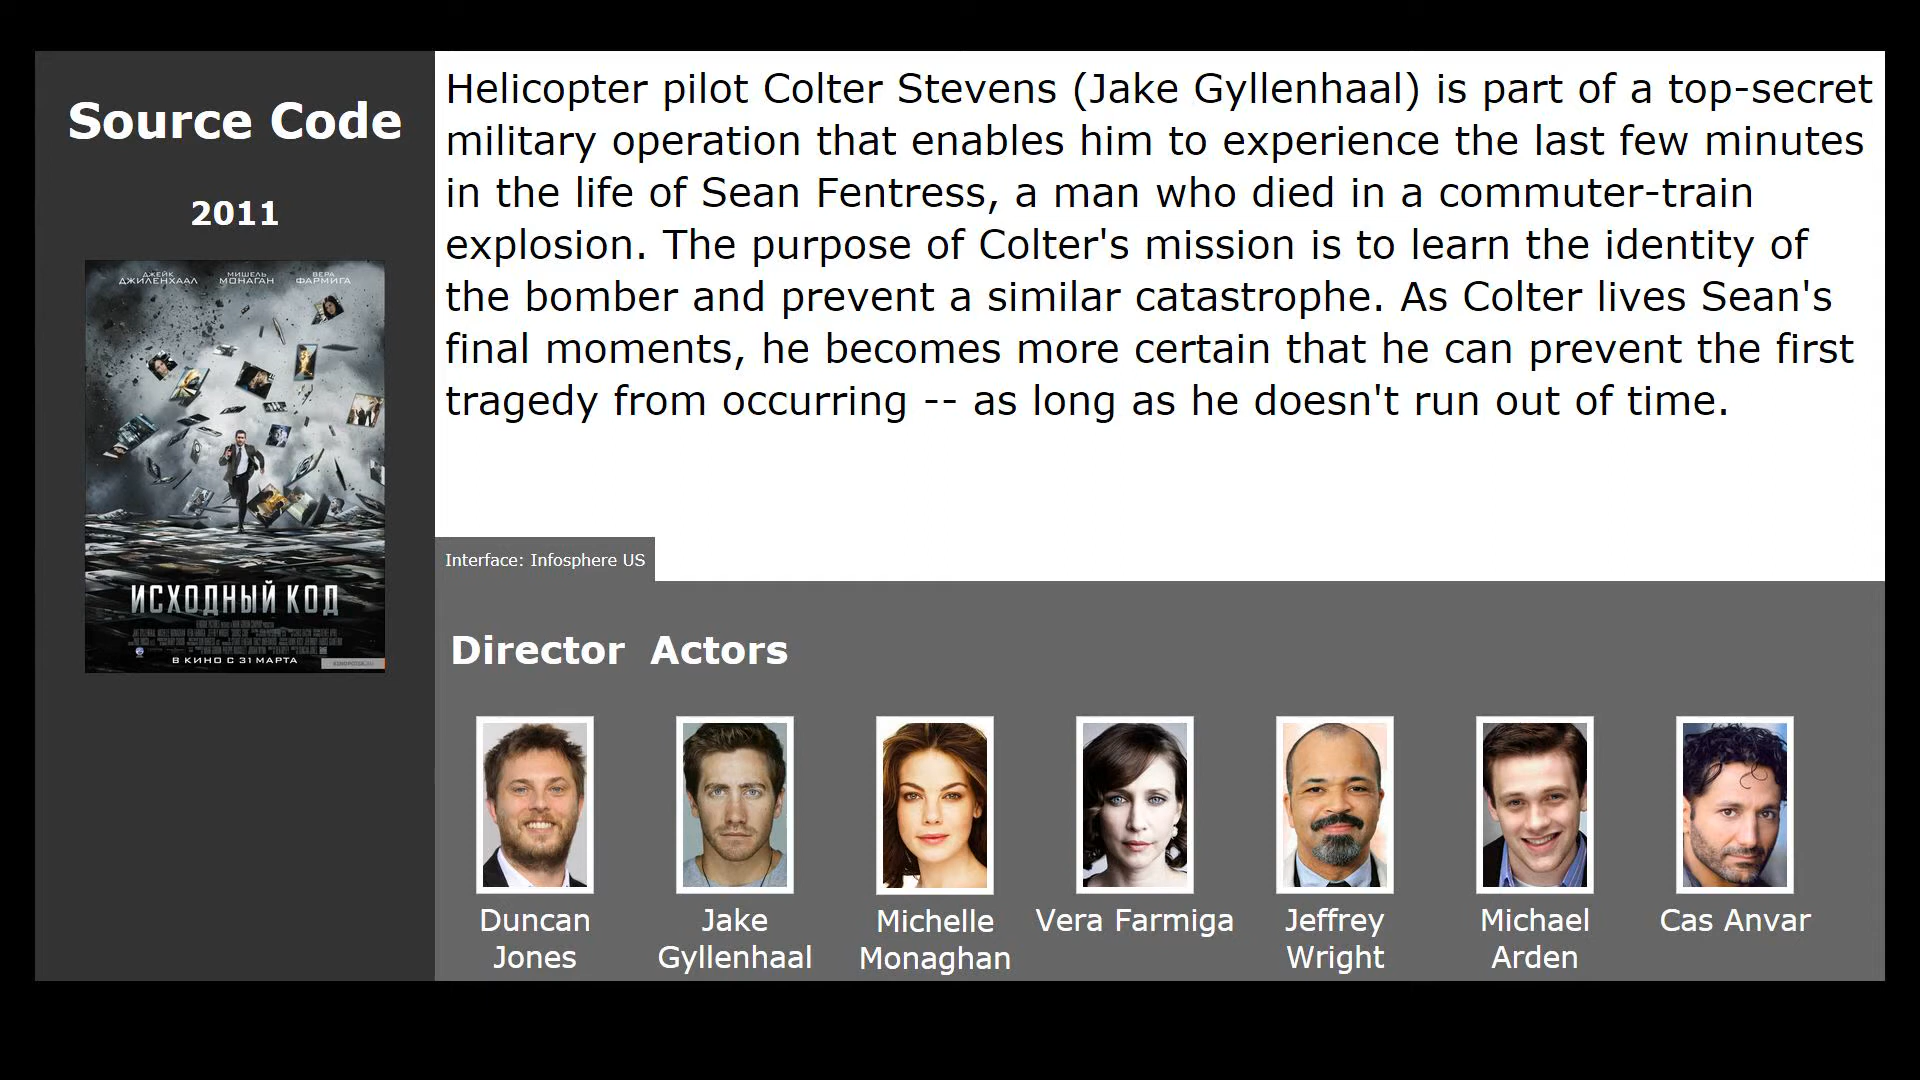 Source Code
2011
ДЖЕЙК ДЖИЛЕНХААЛ
МИШЕЛЬ МОНАГАН
ВЕРА ФАРМИГА
ИСХОДНЫЙ КОД
В КИНО С 31 МАРТА
Helicopter pilot Colter Stevens (Jake Gyllenhaal) is part of a top-secret
military operation that enables him to experience the last few minutes
in the life of Sean Fentress, a man who died in a commuter-train
explosion. The purpose of Colter's mission is to learn the identity of
the bomber and prevent a similar catastrophe. As Colter lives Sean's
final moments, he becomes more certain that he can prevent the first
tragedy from occurring -- as long as he doesn't run out of time.
Interface: Infosphere US
Director Actors
Duncan
Jones
Jake
Gyllenhaal
Michelle
Monaghan
Vera Farmiga
Jeffrey
Wright
Michael
Arden
Cas Anvar